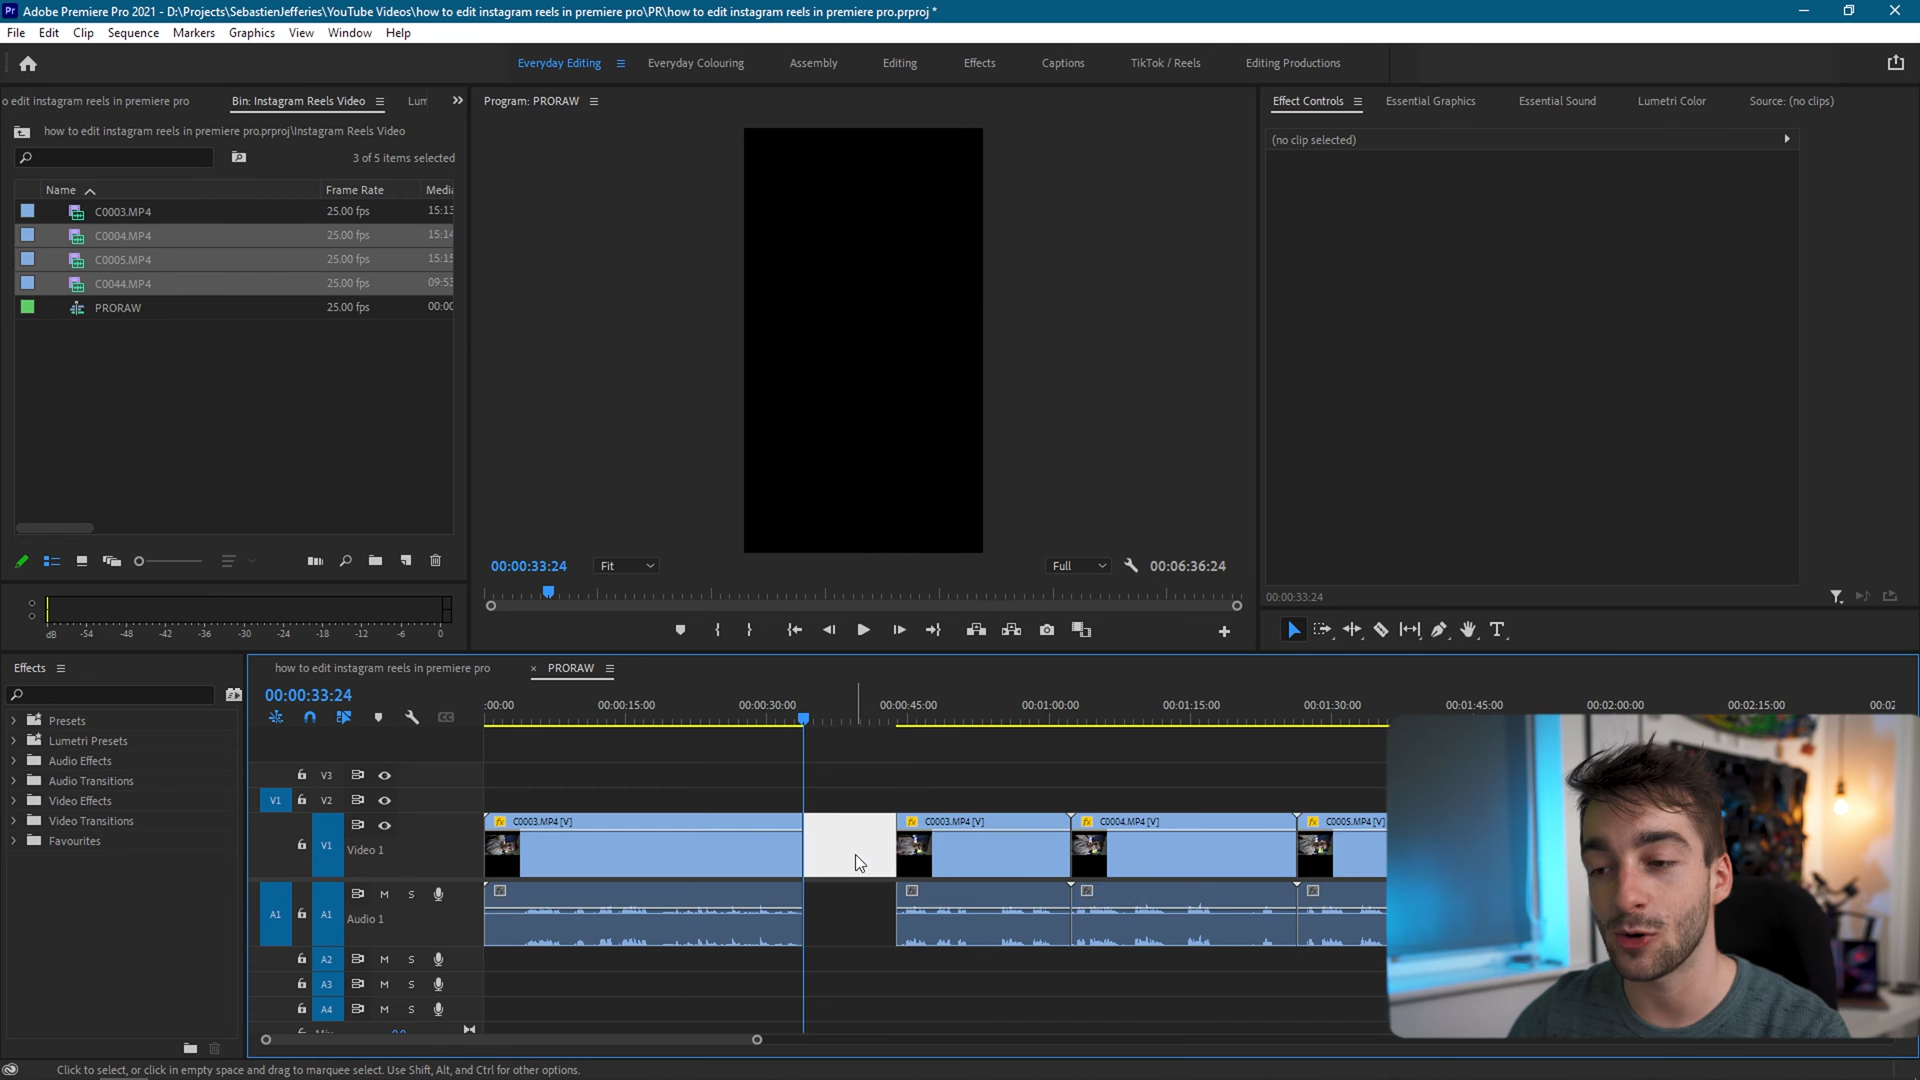 Pr Adobe Premiere Pro 2021 - D:\Projects\SebastienJefferies\YouTube Videos\how to edit instagram reels in premiere pro\PR\how to edit instagram reels in premiere pro.prproj *
File Edit Clip Sequence Markers Graphics View Window Help
Everyday Editing Everyday Colouring Assembly Editing Effects Captions TikTok / Reels Editing Productions
o edit instagram reels in premiere pro Bin: Instagram Reels Video Lum
Program: PRORAW
Effect Controls Essential Graphics Essential Sound Lumetri Color Source: (no clips)
how to edit instagram reels in premiere pro.prproj\Instagram Reels Video
(no clip selected)
3 of 5 items selected
Name Frame Rate Media
C0003.MP4 25.00 fps 15:13
C0004.MP4 25.00 fps 15:14
C0005.MP4 25.00 fps 15:15
C0044.MP4 25.00 fps 09:53
PRORAW 25.00 fps 00:00
00:00:33:24 Fit Full 00:06:36:24
00:00:33:24
dB -54 -48 -42 -36 -30 -24 -18 -12 -6 0
Effects
how to edit instagram reels in premiere pro × PRORAW
00:00:33:24
:00:00 00:00:15:00 00:00:30:00 00:00:45:00 00:01:00:00 00:01:15:00 00:01:30:00 00:01:45:00 00:02:00:00 00:02:15:00 00:02
Presets
Lumetri Presets
Audio Effects
Audio Transitions
Video Effects
Video Transitions
Favourites
V3
V1 V2
fx C0003.MP4 [V] fx C0003.MP4 [V] fx C0004.MP4 [V] fx C0005.MP4 [V]
V1 Video 1
M S
A1 A1 Audio 1
A2 M S
A3 M S
A4 M S
Click to select, or click in empty space and drag to marquee select. Use Shift, Alt, and Ctrl for other options.